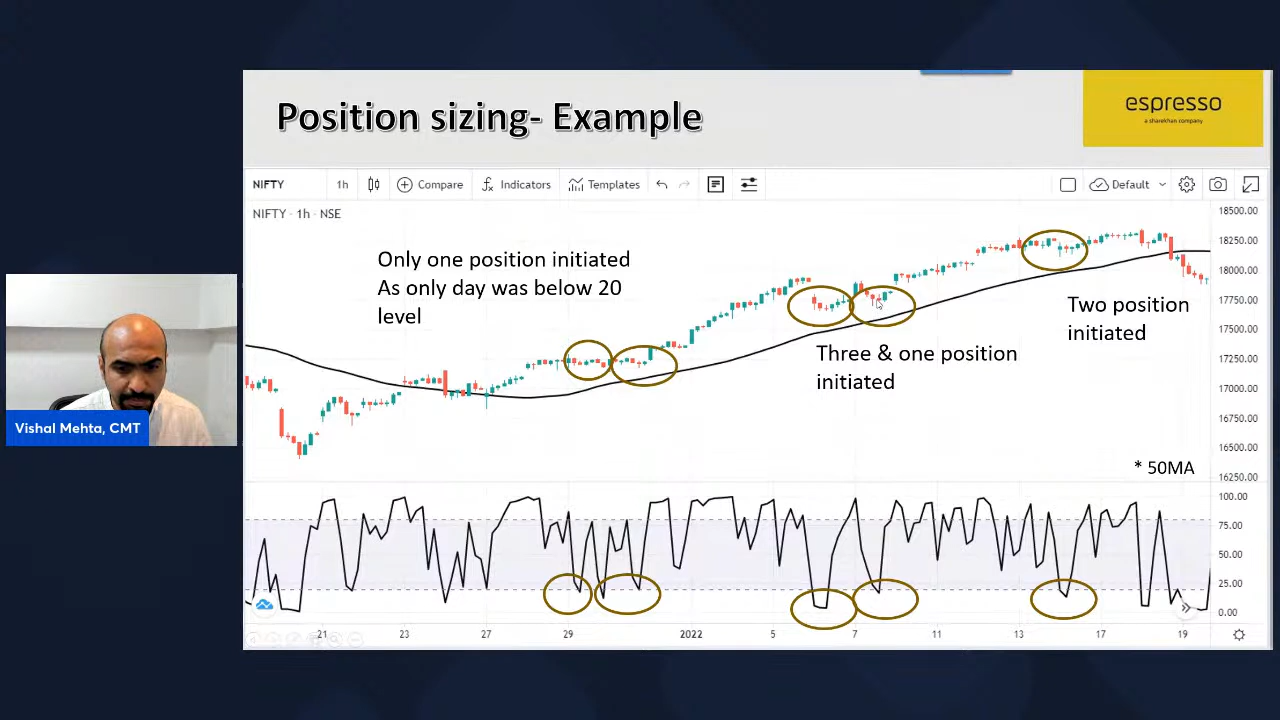 Position sizing- Example
espresso
a sharekhan company
NIFTY 1h Compare Indicators Templates Default
NIFTY · 1h · NSE
Only one position initiated
As only day was below 20
level
Three & one position
initiated
Two position
initiated
* 50MA
18500.00
18250.00
18000.00
17750.00
17500.00
17250.00
17000.00
16750.00
16500.00
16250.00
100.00
75.00
50.00
25.00
0.00
21 23 27 29 2022 5 7 11 13 17 19
Vishal Mehta, CMT